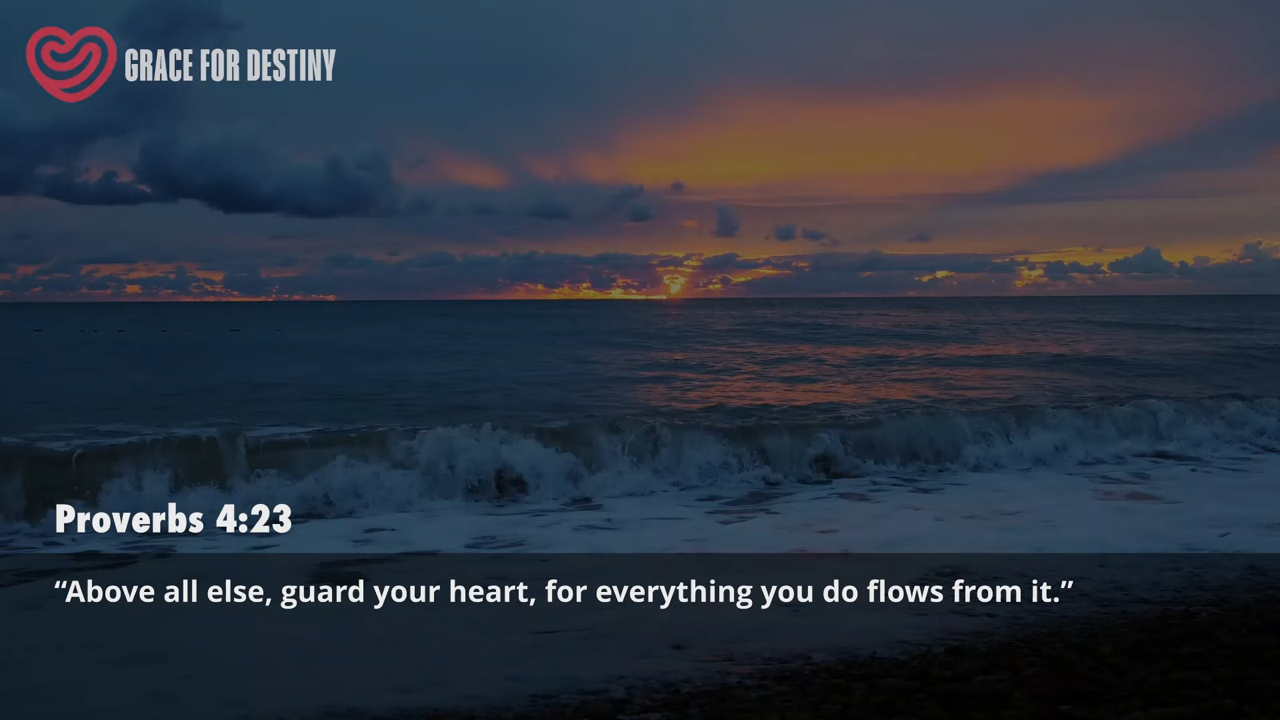 GRACE FOR DESTINY
Proverbs 4:23
“Above all else, guard your heart, for everything you do flows from it.”